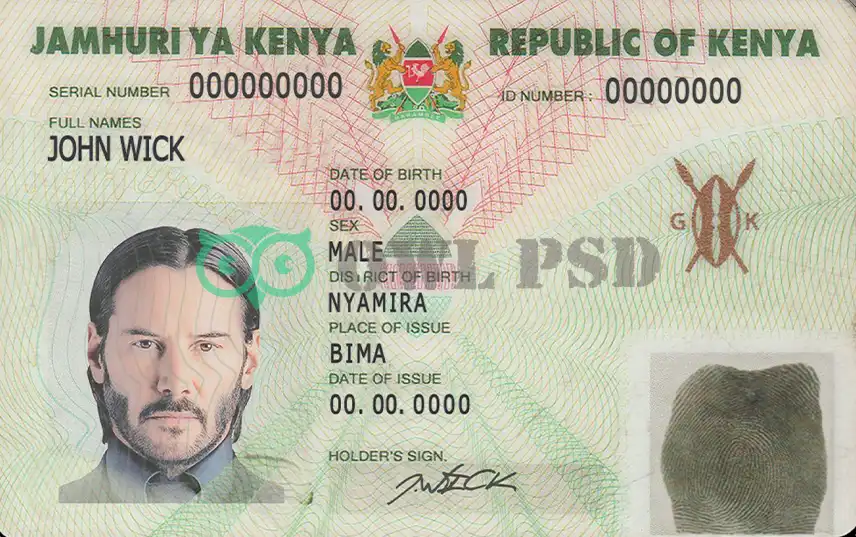 JAMHURI YA KENYA REPUBLIC OF KENYA
SERIAL NUMBER 000000000 ID NUMBER: 00000000
FULL NAMES
JOHN WICK
HARAMBEE
DATE OF BIRTH
00. 00. 0000
SEX
MALE
DISTRICT OF BIRTH
NYAMIRA
PLACE OF ISSUE
BIMA
DATE OF ISSUE
00. 00. 0000
HOLDER'S SIGN.
J.WICK
G K
OWL PSD